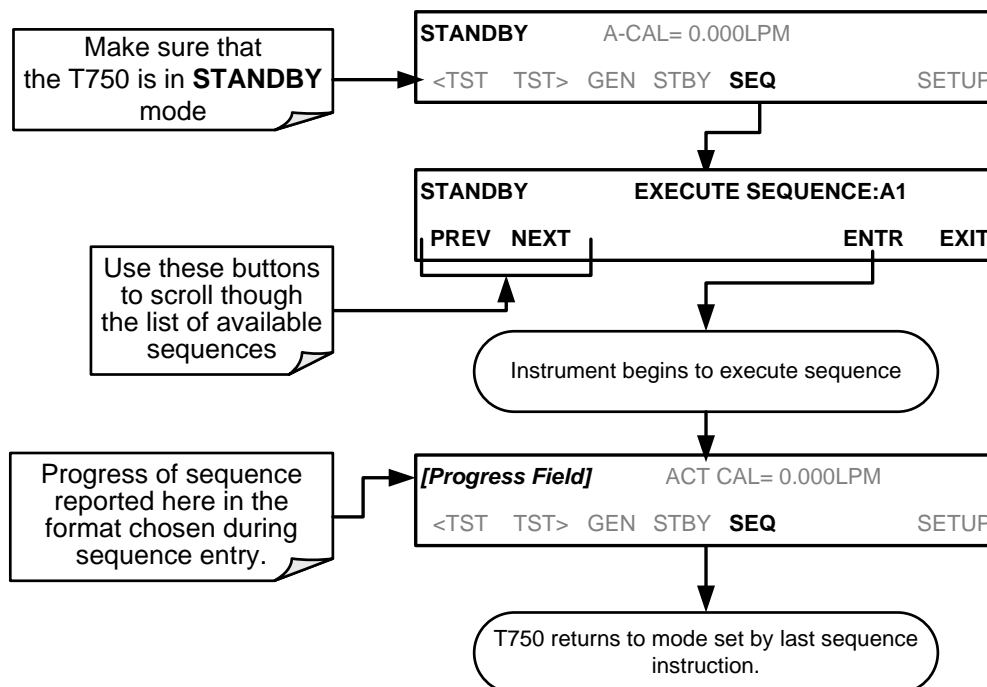 Make sure that
the T750 is in STANDBY
mode
STANDBY A-CAL= 0.000LPM
<TST TST> GEN STBY SEQ SETUP
STANDBY EXECUTE SEQUENCE:A1
PREV NEXT ENTR EXIT
Use these buttons
to scroll though
the list of available
sequences
Instrument begins to execute sequence
Progress of sequence
reported here in the
format chosen during
sequence entry.
[Progress Field] ACT CAL= 0.000LPM
<TST TST> GEN STBY SEQ SETUP
T750 returns to mode set by last sequence
instruction.